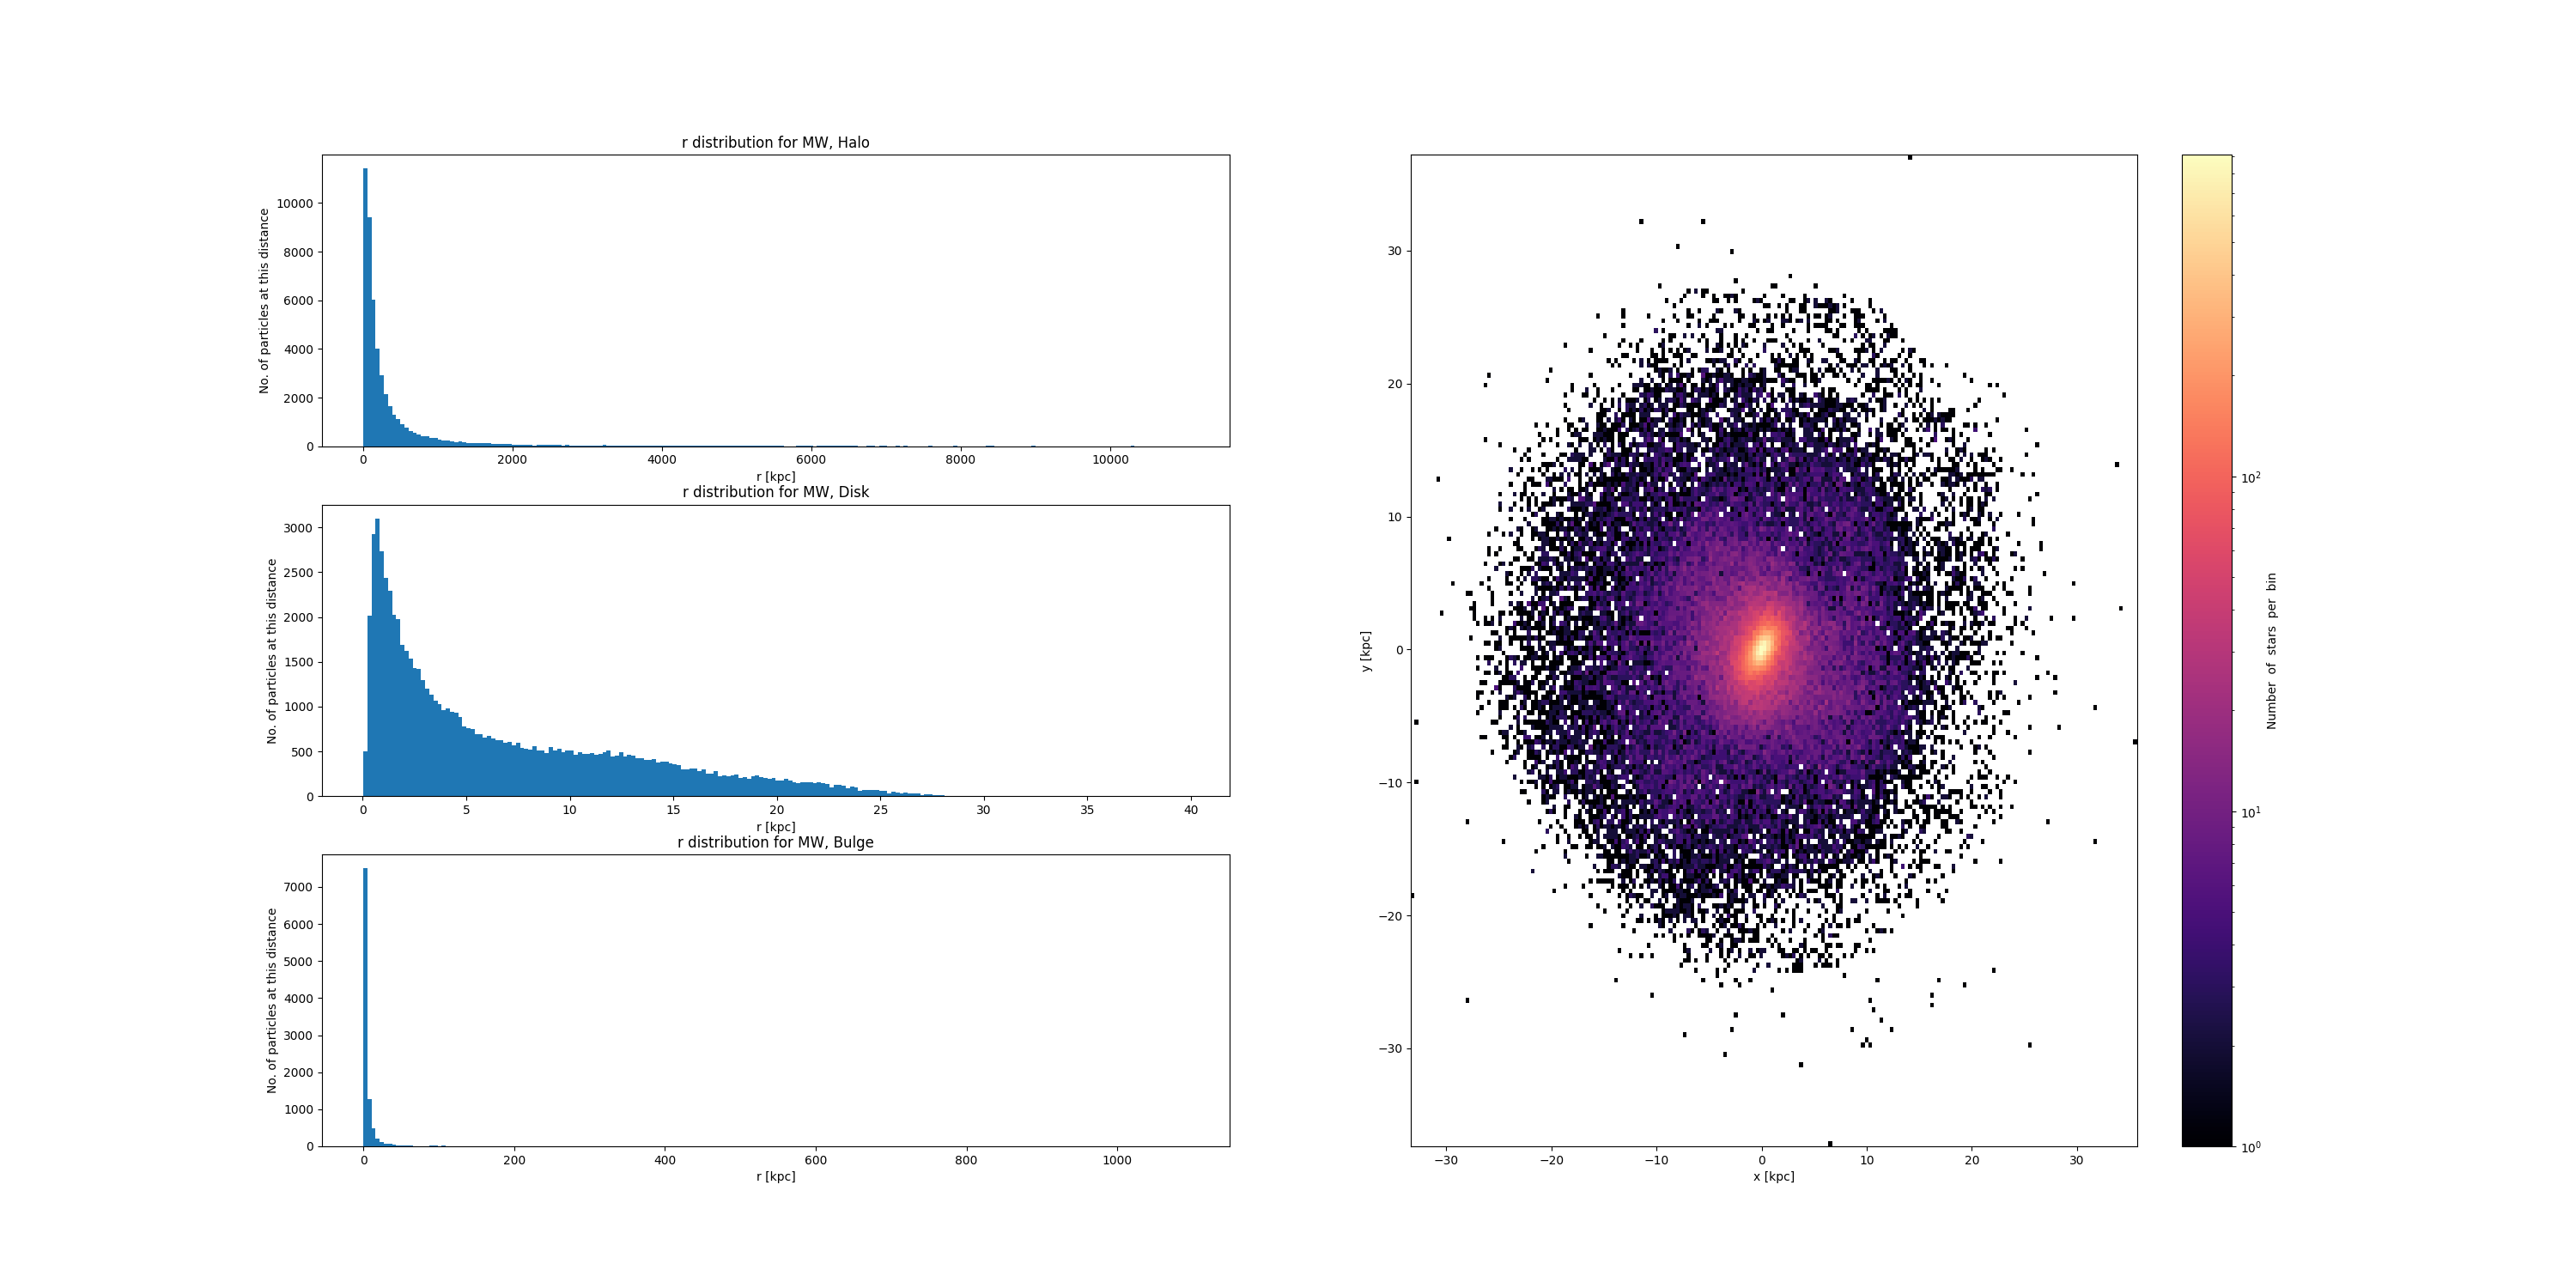 r distribution for MW, Halo
No. of particles at this distance
10000
8000
6000
4000
2000
0
0 2000 4000 6000 8000 10000
r [kpc]
r distribution for MW, Disk
No. of particles at this distance
3000
2500
2000
1500
1000
500
0
0 5 10 15 20 25 30 35 40
r [kpc]
r distribution for MW, Bulge
No. of particles at this distance
7000
6000
5000
4000
3000
2000
1000
0
0 200 400 600 800 1000
r [kpc]
y [kpc]
30
20
10
0
−10
−20
−30
−30 −20 −10 0 10 20 30
x [kpc]
10²
10¹
10⁰
Number of stars per bin